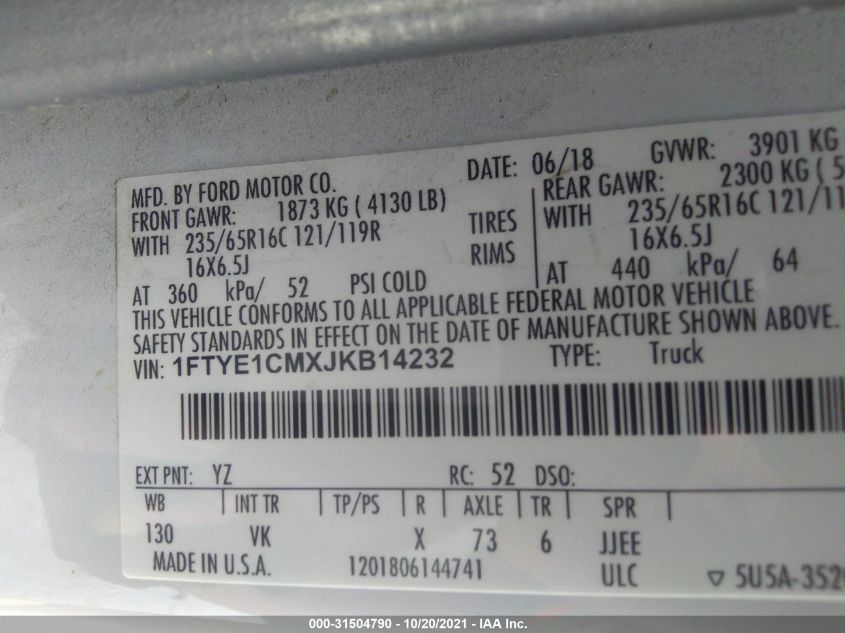 DATE: 06/18 GVWR: 3901 KG
MFD. BY FORD MOTOR CO.
FRONT GAWR: 1873 KG ( 4130 LB)
REAR GAWR: 2300 KG ( 5
WITH 235/65R16C 121/119R TIRES
WITH 235/65R16C 121/11
16X6.5J RIMS
16X6.5J
AT 360 kPa/ 52 PSI COLD
AT 440 kPa/ 64
THIS VEHICLE CONFORMS TO ALL APPLICABLE FEDERAL MOTOR VEHICLE
SAFETY STANDARDS IN EFFECT ON THE DATE OF MANUFACTURE SHOWN ABOVE.
VIN: 1FTYE1CMXJKB14232 TYPE: Truck
EXT PNT: YZ RC: 52 DSO:
WB | INT TR | TP/PS | R | AXLE | TR | SPR |
130 VK X 73 6 JJEE
MADE IN U.S.A. 1201806144741 ULC ▽ 5U5A-352
000-31504790 - 10/20/2021 - IAA Inc.